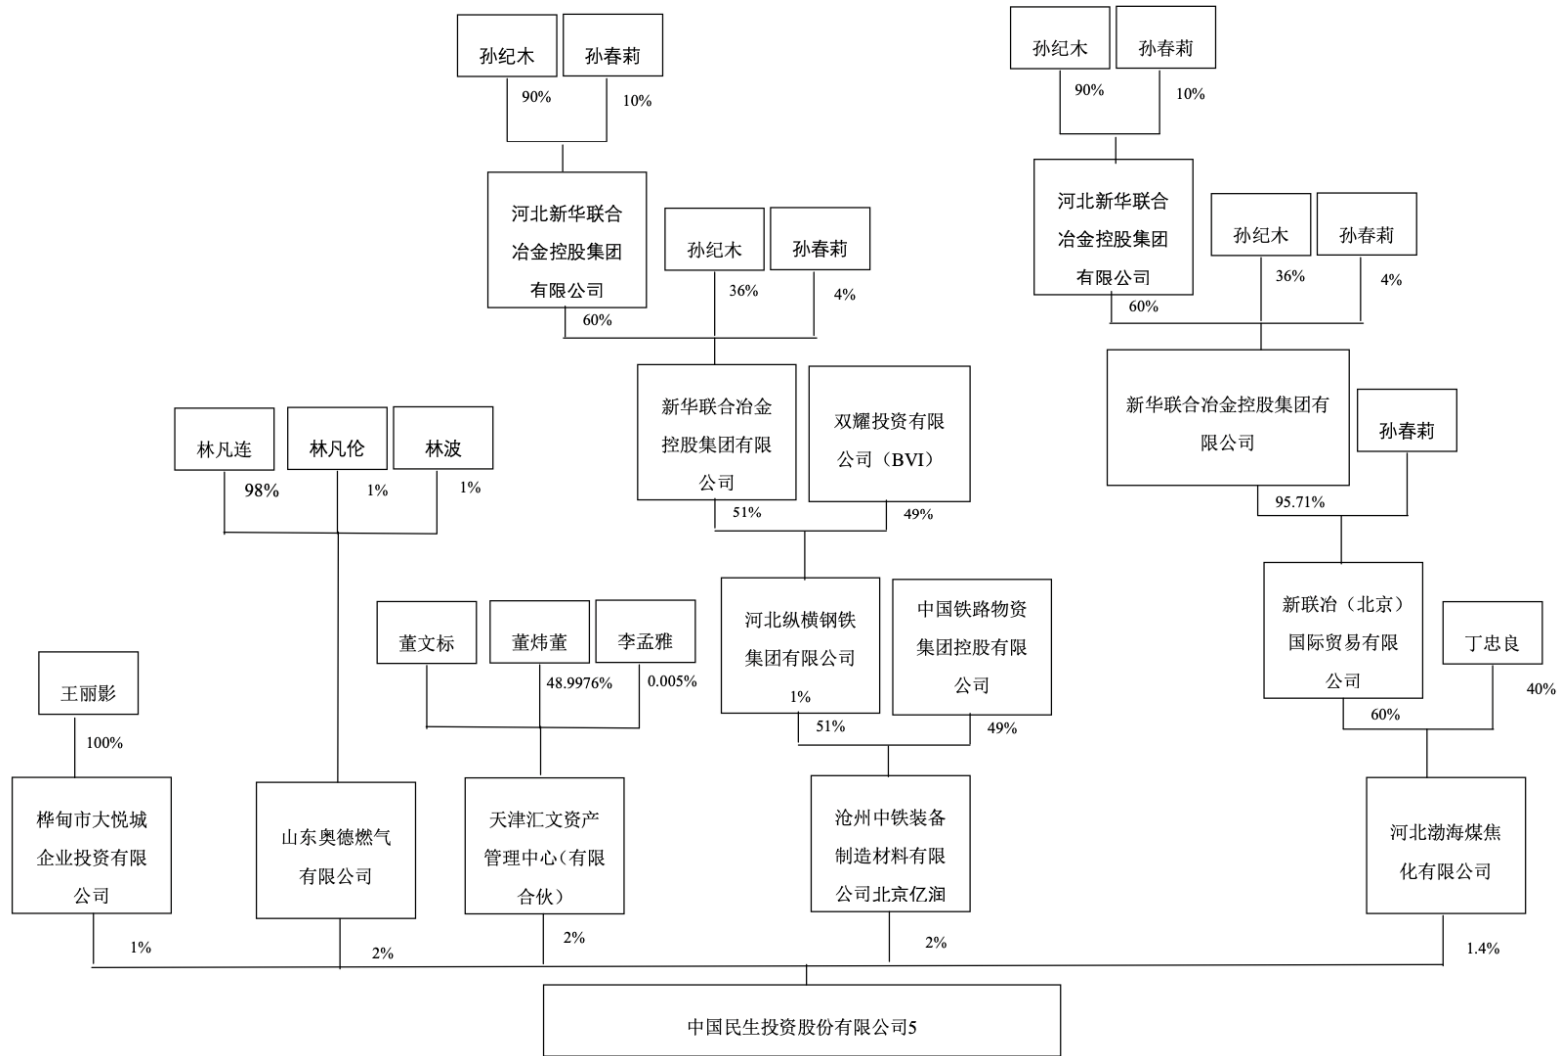 孙纪木
孙春莉
90%
10%
孙纪木
孙春莉
90%
10%
河北新华联合
冶金控股集团
有限公司
孙纪木
孙春莉
60%
36%
4%
河北新华联合
冶金控股集团
有限公司
孙纪木
孙春莉
60%
36%
4%
林凡连
林凡伦
林波
98%
1%
1%
新华联合冶金
控股集团有限
公司
双耀投资有限
公司（BVI）
51%
49%
新华联合冶金控股集团有
限公司
孙春莉
95.71%
王丽影
100%
董文标
董炜董
李孟雅
48.9976%
0.005%
河北纵横钢铁
集团有限公司
1%
中国铁路物资
集团控股有限
公司
51%
49%
新联冶（北京）
国际贸易有限
公司
丁忠良
60%
40%
桦甸市大悦城
企业投资有限
公司
山东奥德燃气
有限公司
天津汇文资产
管理中心（有限
合伙）
沧州中铁装备
制造材料有限
公司北京亿润
河北渤海煤焦
化有限公司
1%
2%
2%
2%
1.4%
中国民生投资股份有限公司5